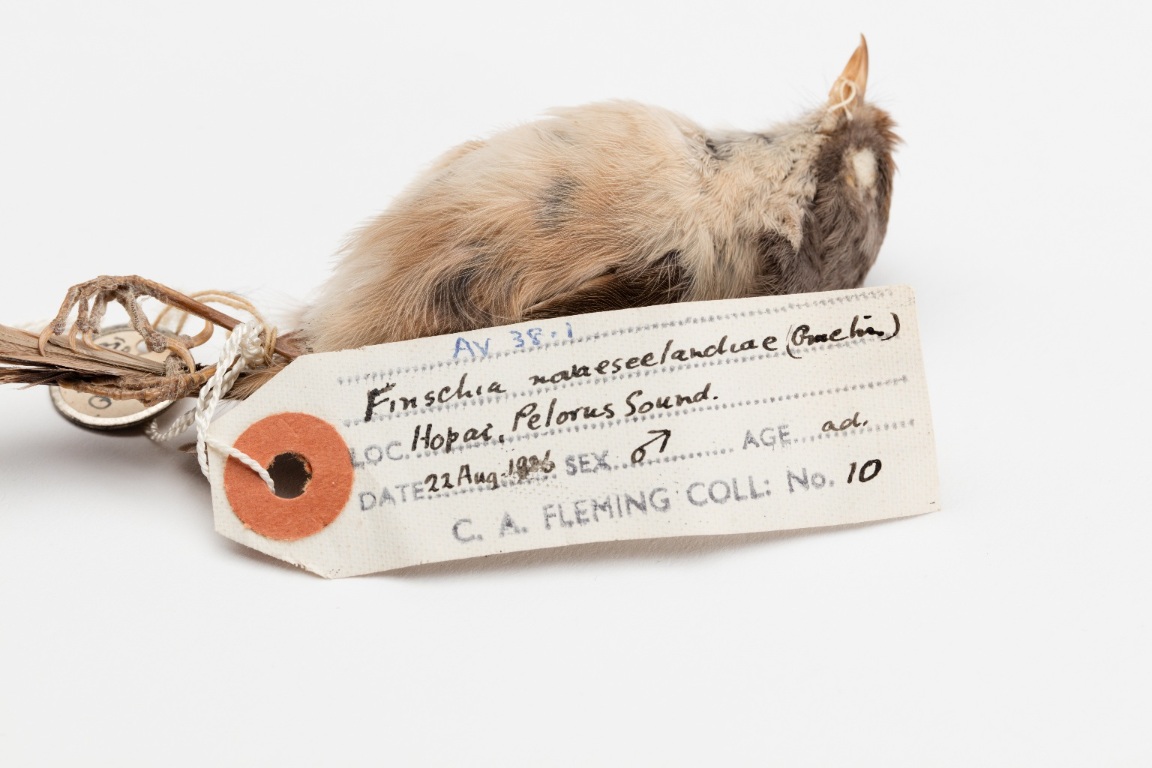 AV 38.1
Finschia novaeseelandiae (Gmelin)
LOC. Hopai, Pelorus Sound.
DATE 22 Aug. SEX ♂ AGE ad.
C. A. FLEMING COLL: No. 10